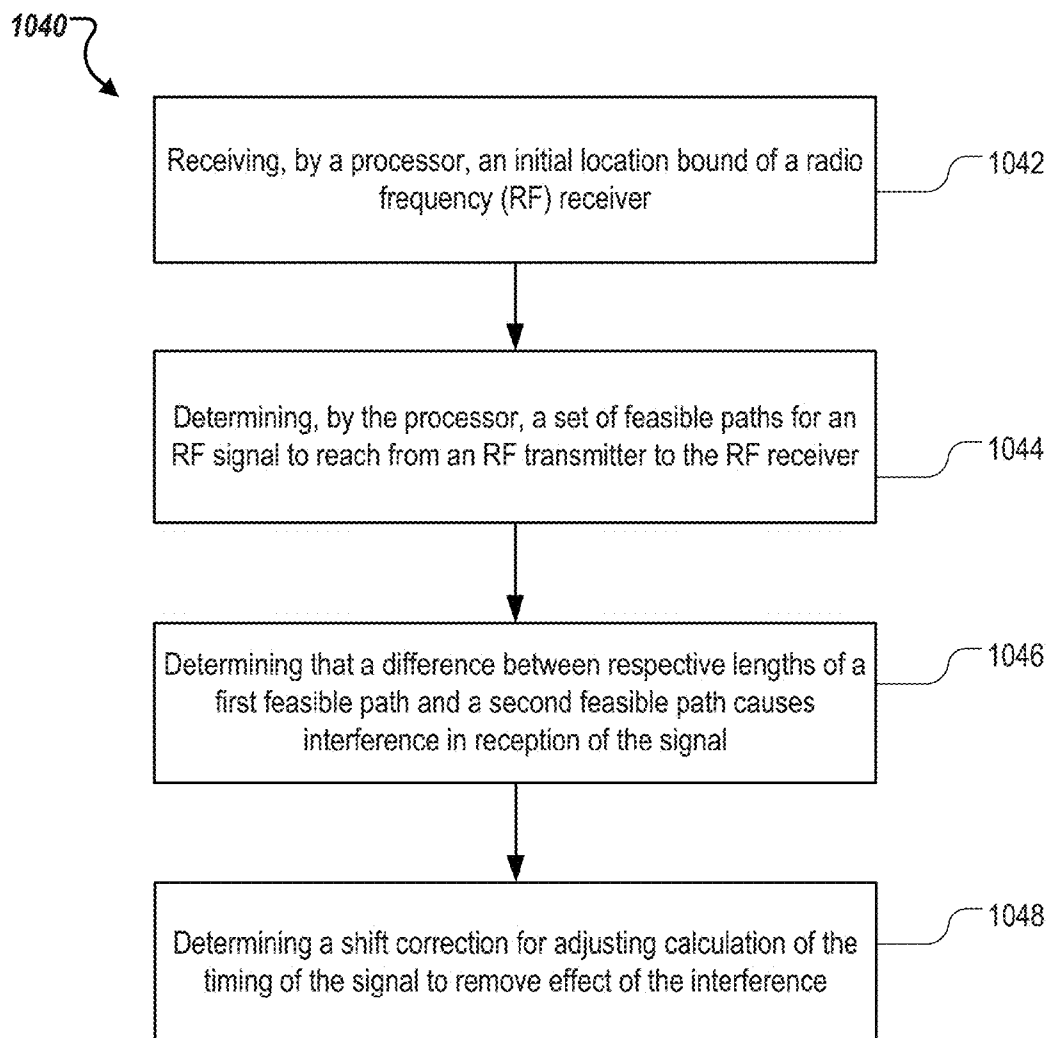 1040
Receiving, by a processor, an initial location bound of a radio
frequency (RF) receiver
1042
Determining, by the processor, a set of feasible paths for an
RF signal to reach from an RF transmitter to the RF receiver
1044
Determining that a difference between respective lengths of a
first feasible path and a second feasible path causes
interference in reception of the signal
1046
Determining a shift correction for adjusting calculation of the
timing of the signal to remove effect of the interference
1048